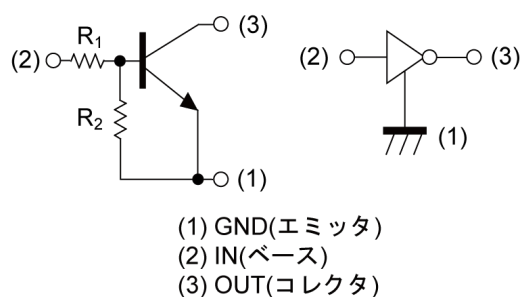 R1
(2)
R2
(3)
(1)
(2)
(3)
(1)
(1) GND(エミッタ)
(2) IN(ベース)
(3) OUT(コレクタ)